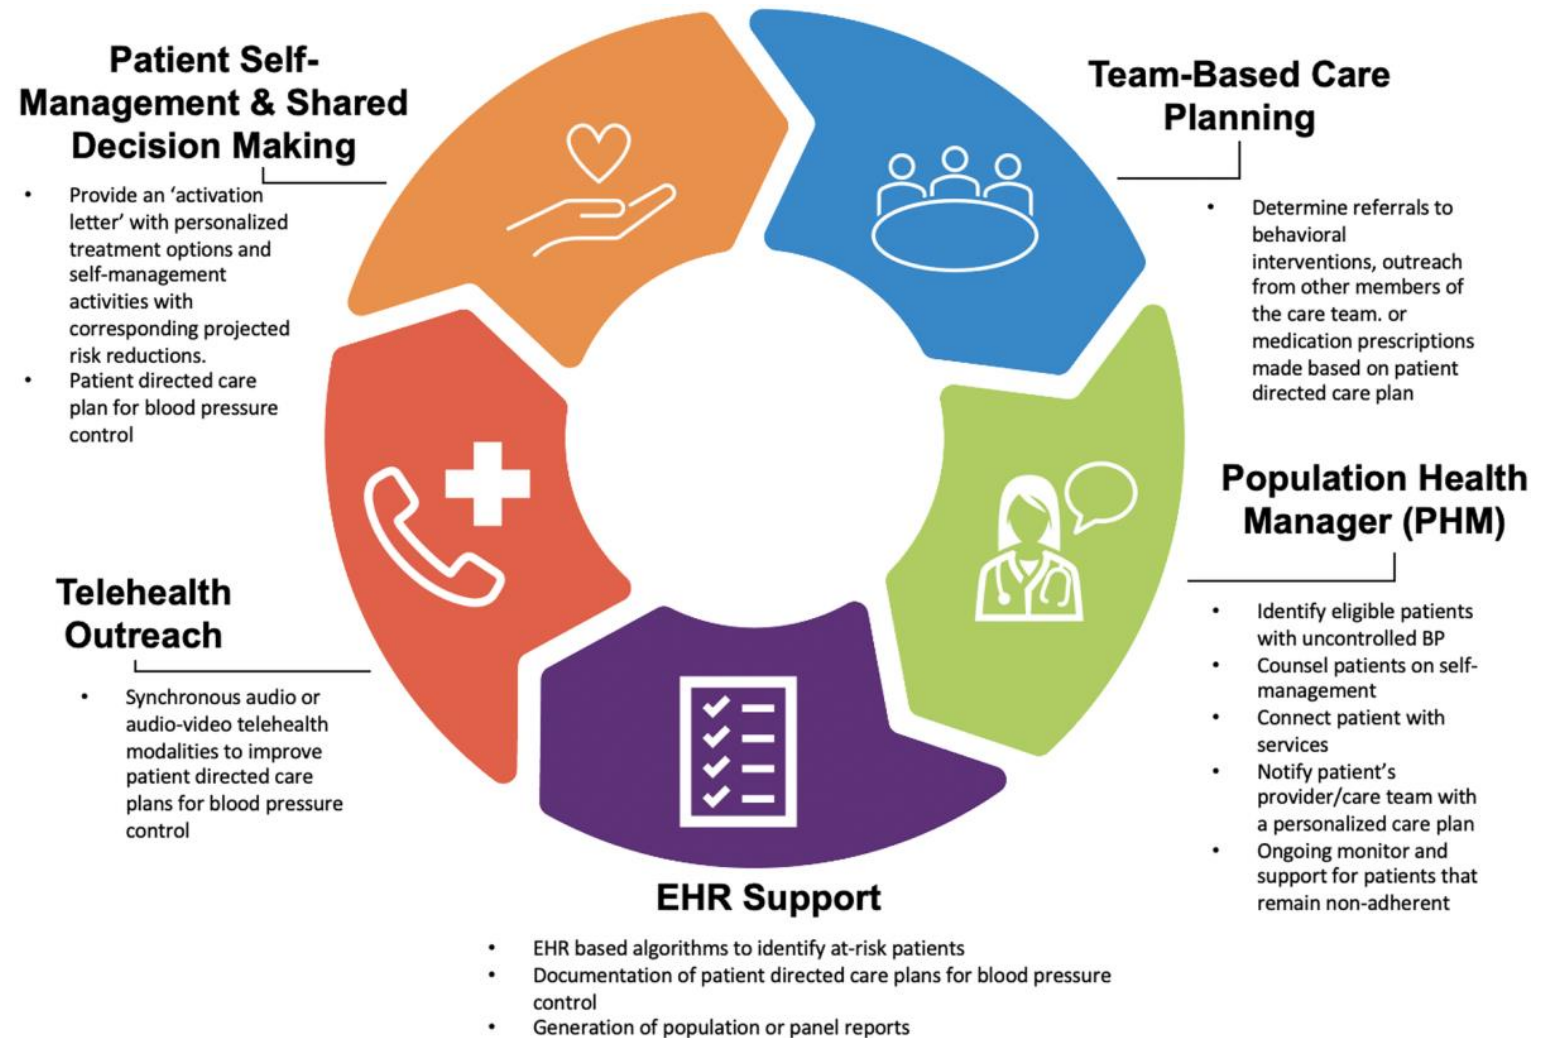 Patient Self-
Management & Shared
Decision Making
• Provide an ‘activation
letter’ with personalized
treatment options and
self-management
activities with
corresponding projected
risk reductions.
• Patient directed care
plan for blood pressure
control
Team-Based Care
Planning
• Determine referrals to
behavioral
interventions, outreach
from other members of
the care team. or
medication prescriptions
made based on patient
directed care plan
Population Health
Manager (PHM)
• Identify eligible patients
with uncontrolled BP
• Counsel patients on self-
management
• Connect patient with
services
• Notify patient’s
provider/care team with
a personalized care plan
• Ongoing monitor and
support for patients that
remain non-adherent
Telehealth
Outreach
• Synchronous audio or
audio-video telehealth
modalities to improve
patient directed care
plans for blood pressure
control
EHR Support
• EHR based algorithms to identify at-risk patients
• Documentation of patient directed care plans for blood pressure
control
• Generation of population or panel reports